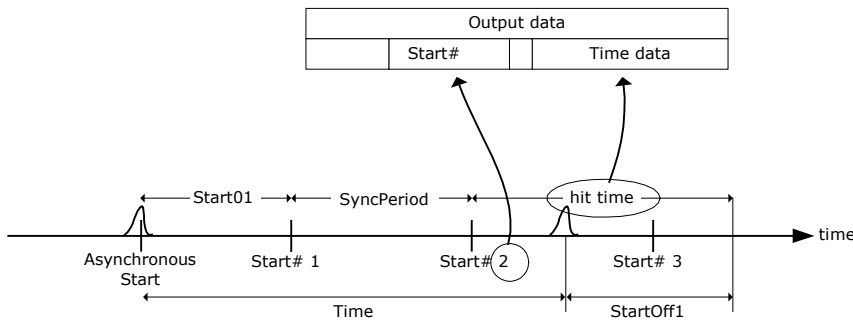 Output data
Start#
Time data
Start01
SyncPeriod
hit time
time
Asynchronous
Start
Start# 1
Start# 2
Start# 3
Time
StartOff1